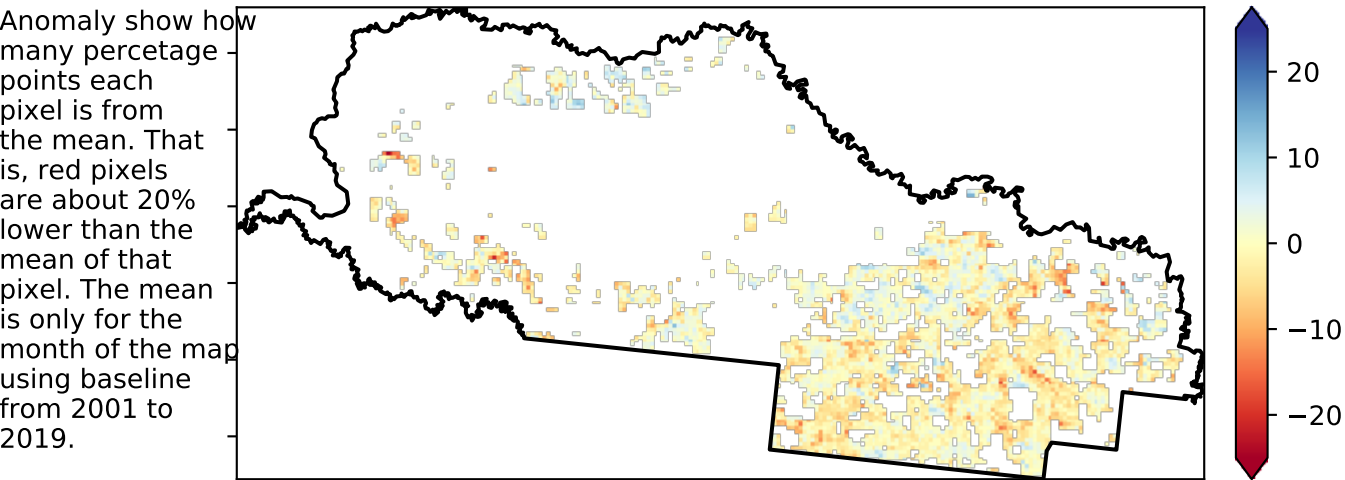 Anomaly show how
many percetage
points each
pixel is from
the mean. That
is, red pixels
are about 20%
lower than the
mean of that
pixel. The mean
is only for the
month of the map
using baseline
from 2001 to
2019.
20
10
0
−10
−20